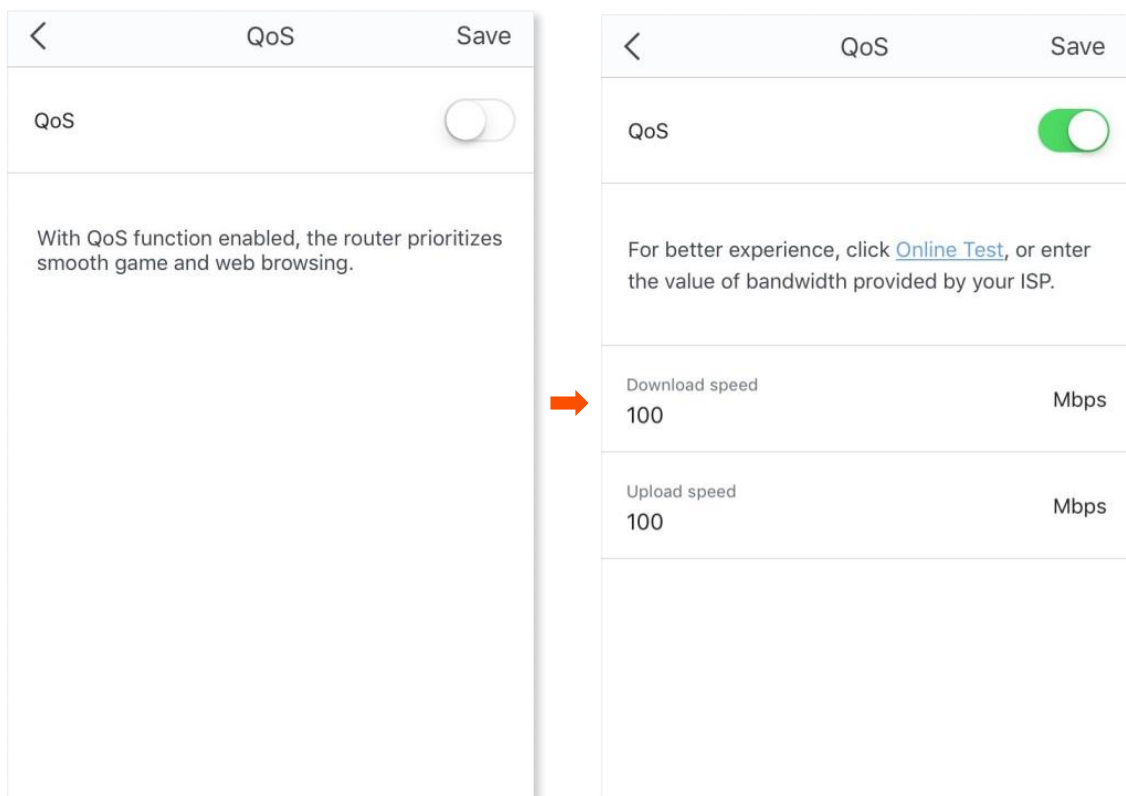 QoS
Save
QoS
With QoS function enabled, the router prioritizes
smooth game and web browsing.
QoS
Save
QoS
For better experience, click Online Test, or enter
the value of bandwidth provided by your ISP.
Download speed
100
Mbps
Upload speed
100
Mbps